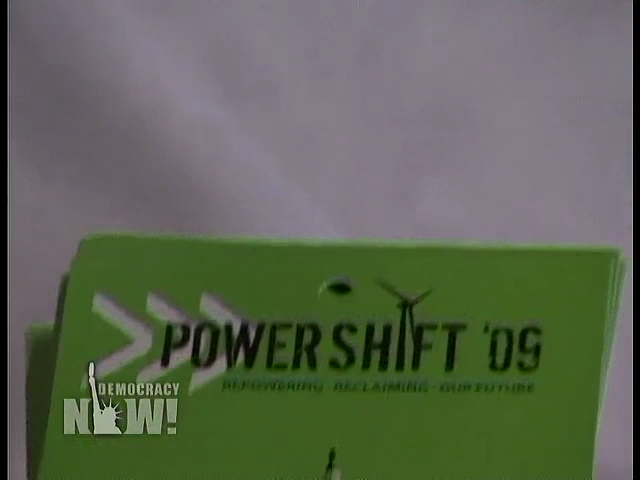 POWER SHIFT '09
REPOWERING · RECLAIMING · OUR FUTURE
DEMOCRACY
NOW!